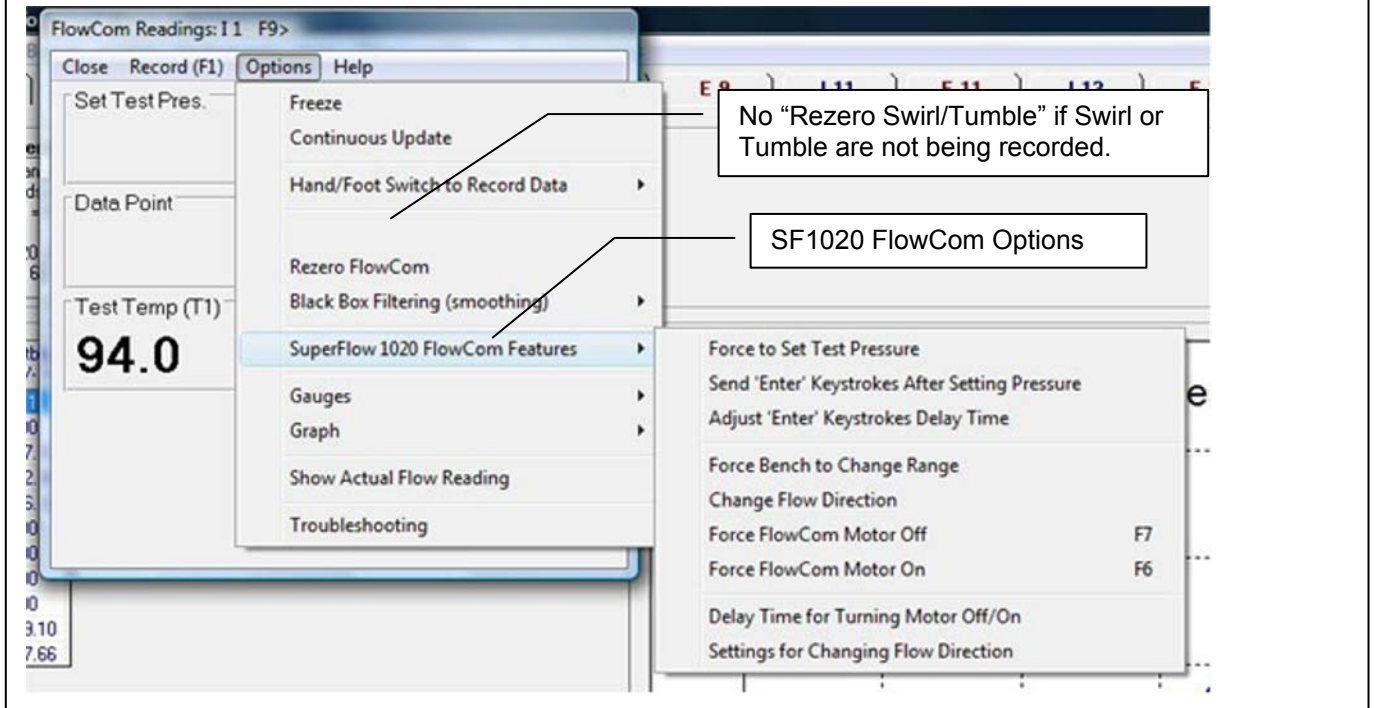 FlowCom Readings: I 1 F9>
Close Record (F1) Options Help
Set Test Pres.
Data Point
Test Temp (T1)
94.0
Freeze
Continuous Update
Hand/Foot Switch to Record Data
Rezero FlowCom
Black Box Filtering (smoothing)
SuperFlow 1020 FlowCom Features
Gauges
Graph
Show Actual Flow Reading
Troubleshooting
E 9 I 11 E 11 I 12
No “Rezero Swirl/Tumble” if Swirl or
Tumble are not being recorded.
SF1020 FlowCom Options
Force to Set Test Pressure
Send 'Enter' Keystrokes After Setting Pressure
Adjust 'Enter' Keystrokes Delay Time
Force Bench to Change Range
Change Flow Direction
Force FlowCom Motor Off F7
Force FlowCom Motor On F6
Delay Time for Turning Motor Off/On
Settings for Changing Flow Direction
9.10
7.66